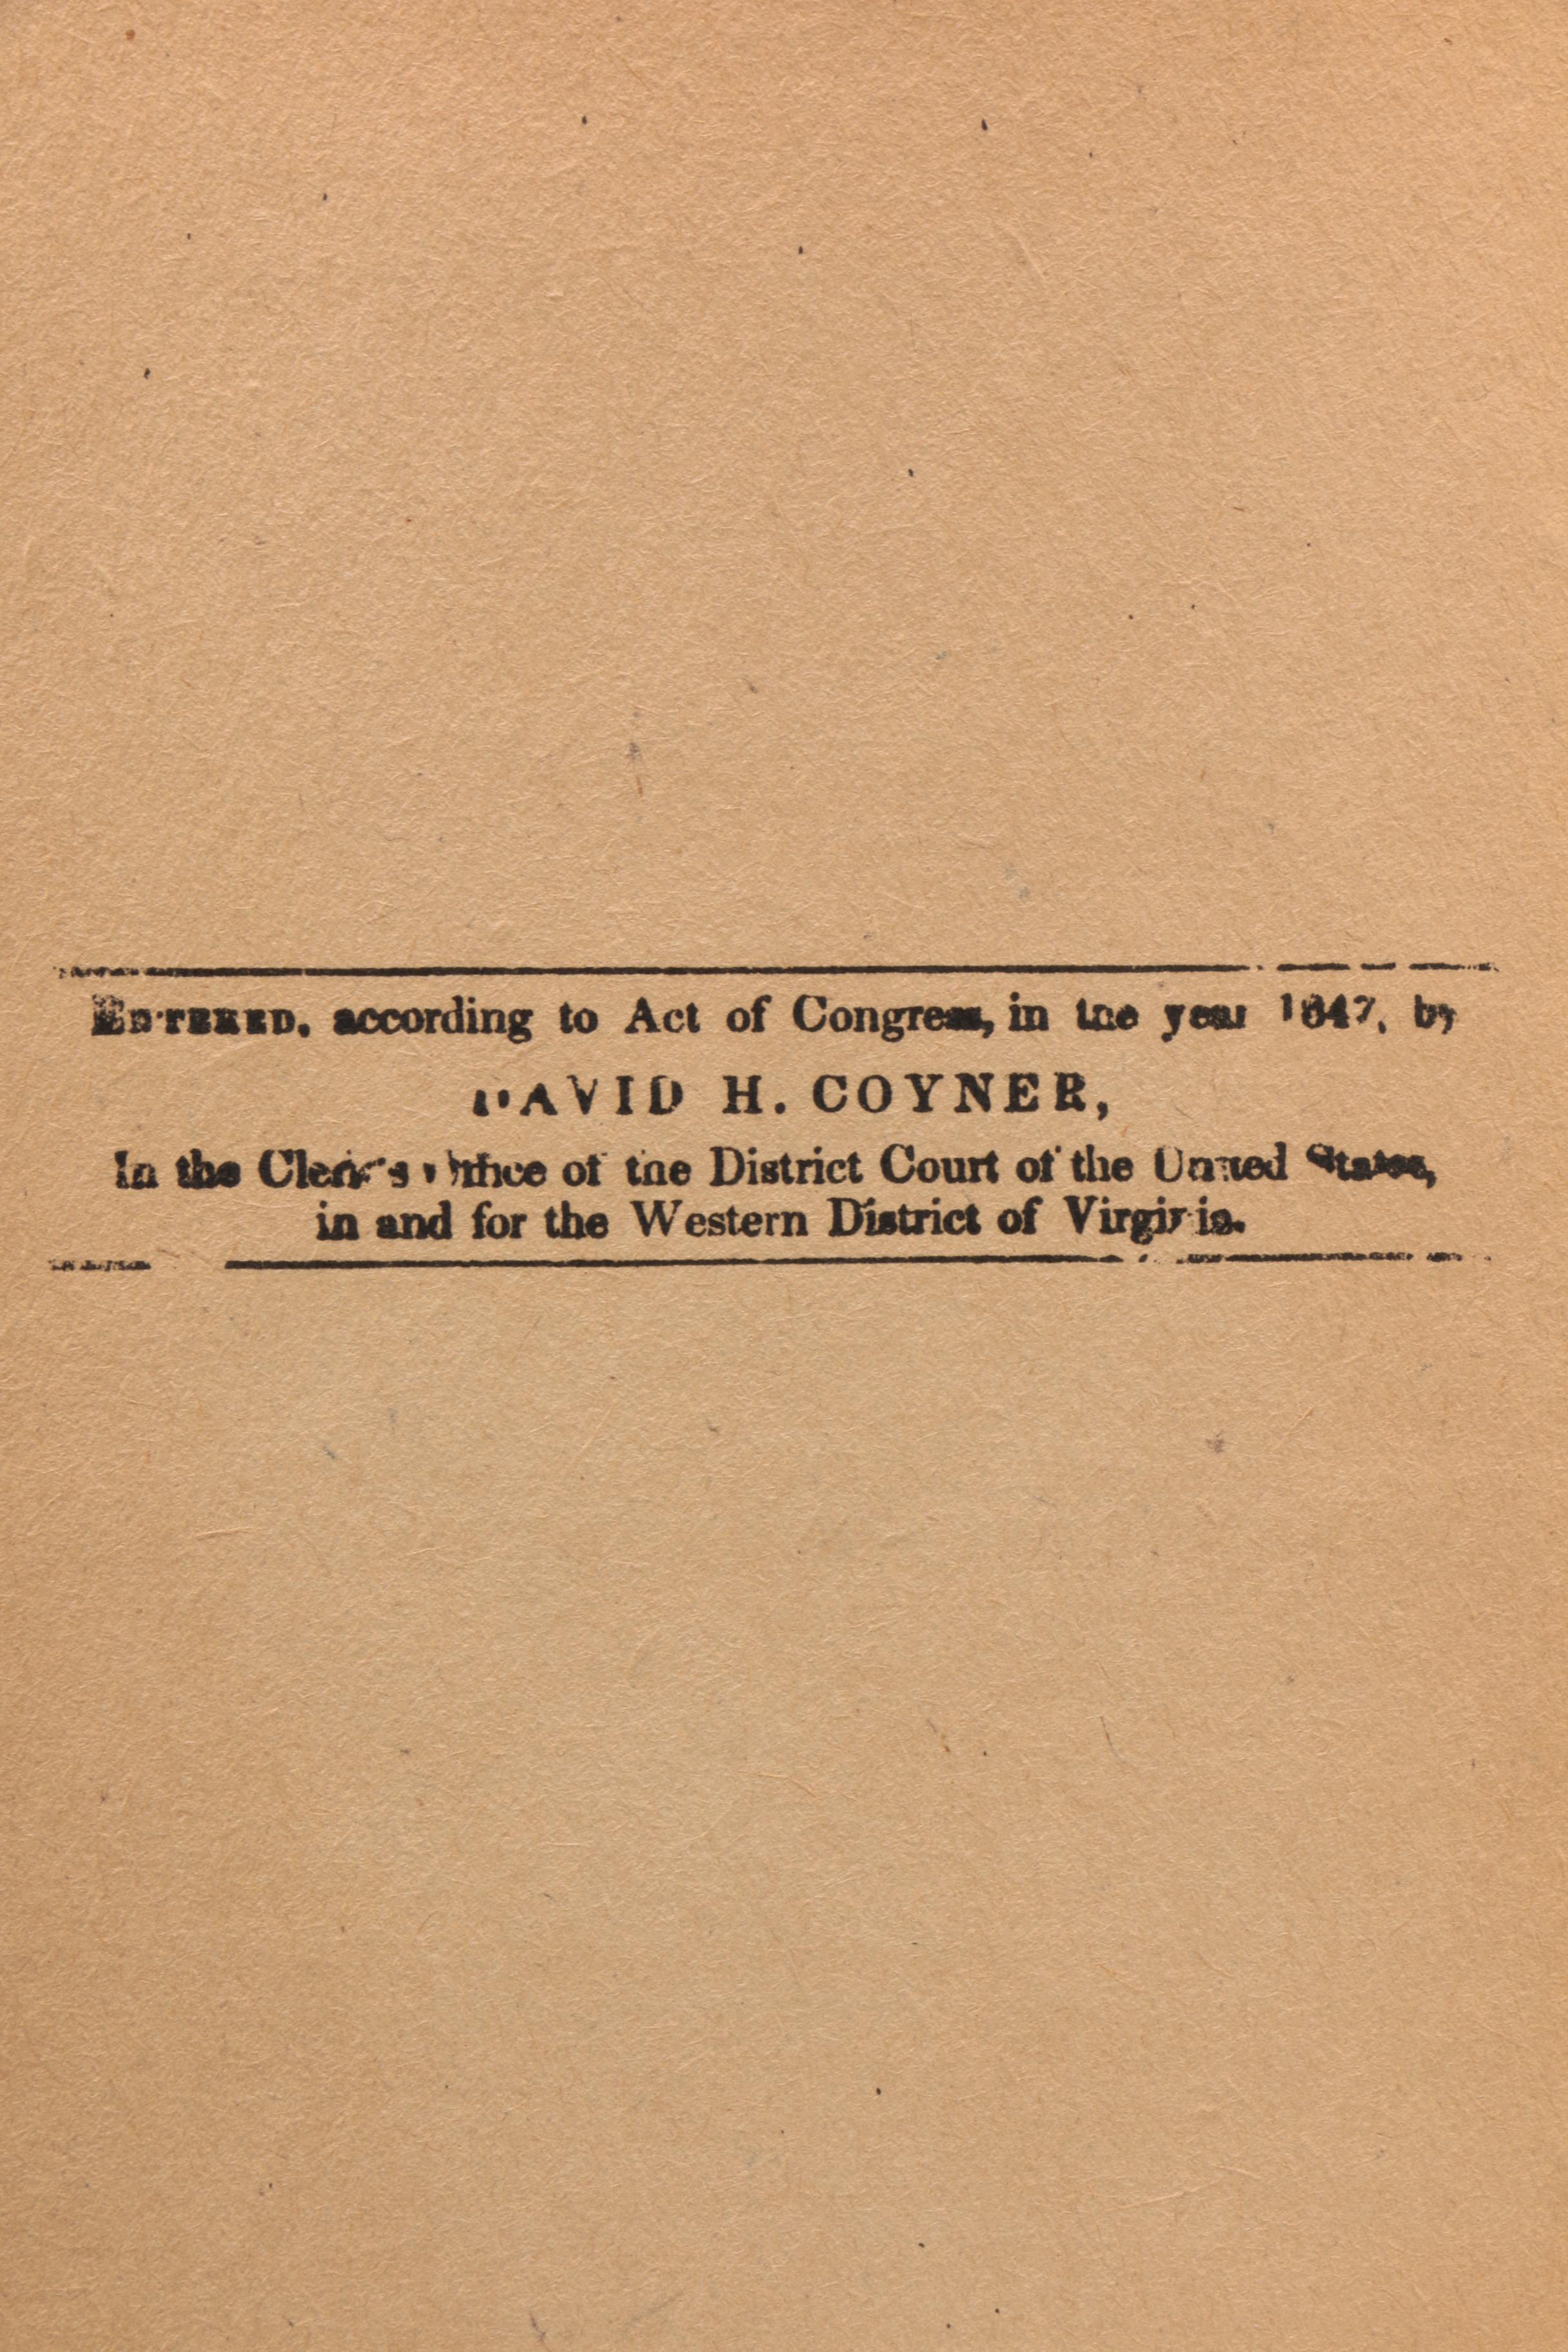 ENTERED, according to Act of Congress, in the year 1847, by
DAVID H. COYNER,
In the Clerk's Office of the District Court of the United States,
in and for the Western District of Virginia.